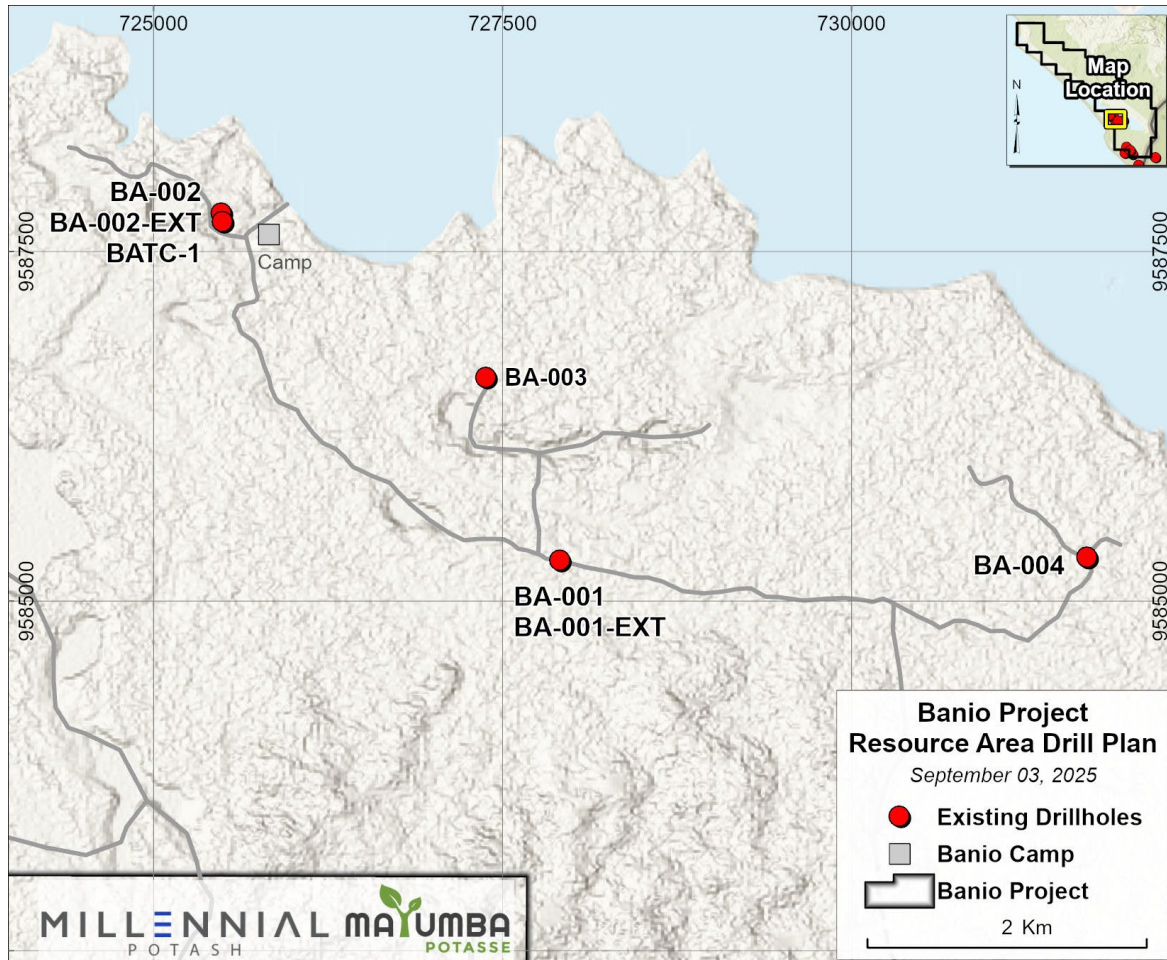 725000
727500
730000
Map
Location
N
BA-002
BA-002-EXT
BATC-1
Camp
9587500
9587500
BA-003
BA-004
BA-001
BA-001-EXT
9585000
9585000
Banio Project
Resource Area Drill Plan
September 03, 2025
Existing Drillholes
Banio Camp
Banio Project
2 Km
MILLENNIAL
POTASH
MAYUMBA
POTASSE